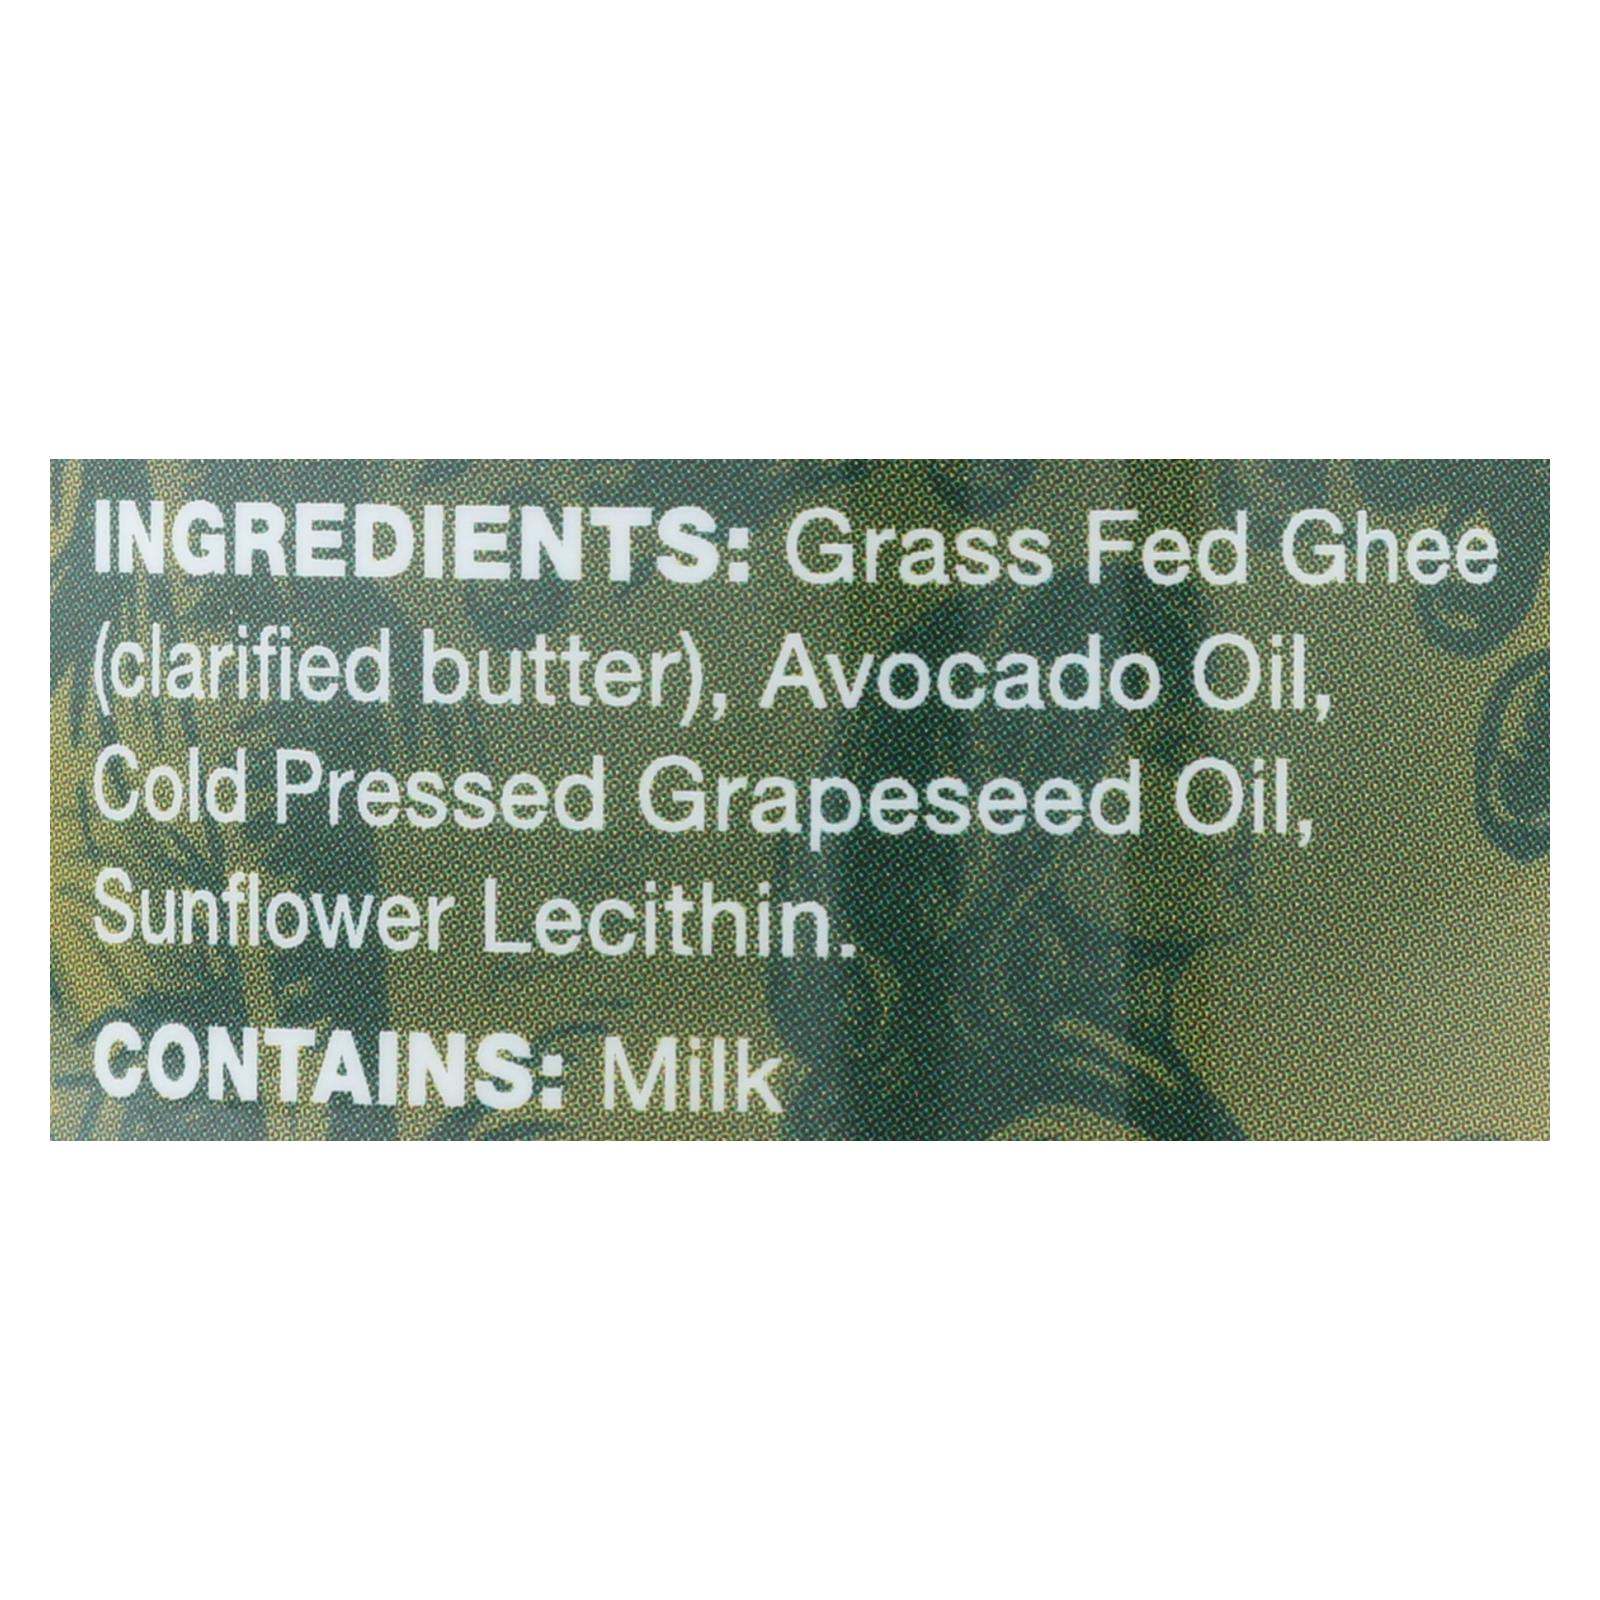 INGREDIENTS: Grass Fed Ghee
(clarified butter), Avocado Oil,
Cold Pressed Grapeseed Oil,
Sunflower Lecithin.
CONTAINS: Milk